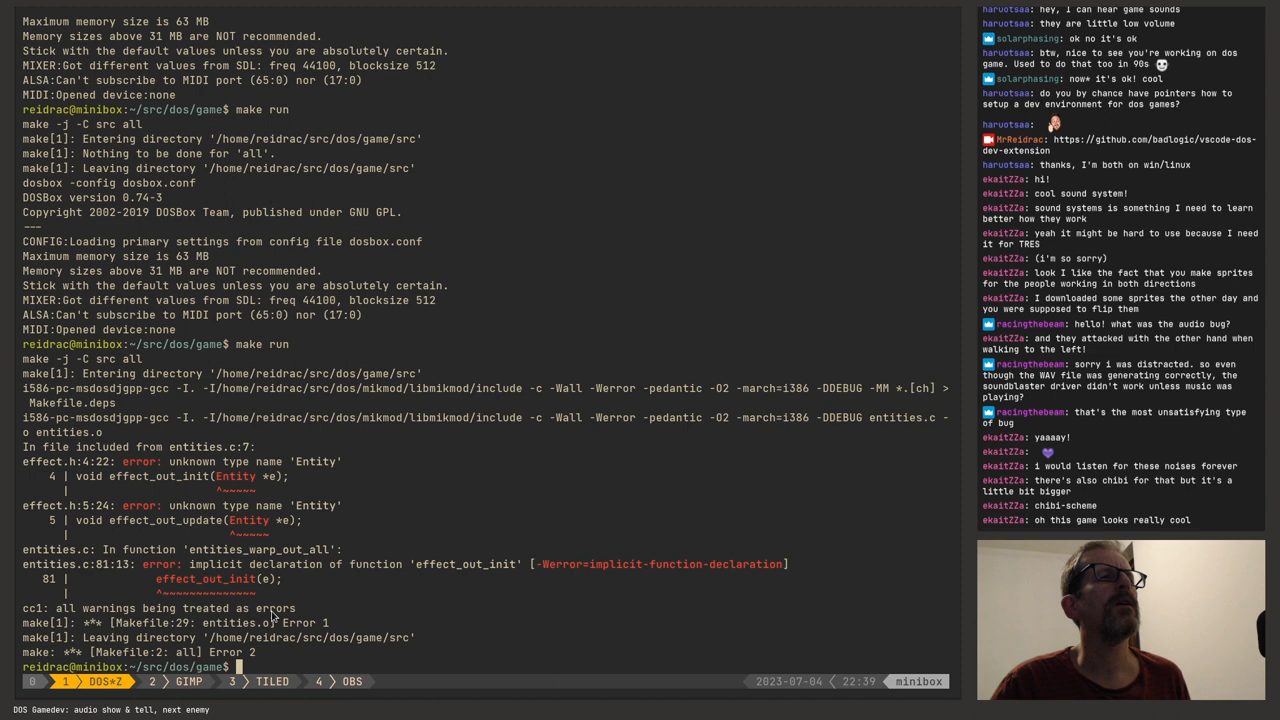 Maximum memory size is 63 MB
Memory sizes above 31 MB are NOT recommended.
Stick with the default values unless you are absolutely certain.
MIXER:Got different values from SDL: freq 44100, blocksize 512
ALSA:Can't subscribe to MIDI port (65:0) nor (17:0)
MIDI:Opened device:none
reidrac@minibox:~/src/dos/game$ make run
make -j -C src all
make[1]: Entering directory '/home/reidrac/src/dos/game/src'
make[1]: Nothing to be done for 'all'.
make[1]: Leaving directory '/home/reidrac/src/dos/game/src'
dosbox -config dosbox.conf
DOSBox version 0.74-3
Copyright 2002-2019 DOSBox Team, published under GNU GPL.
---
CONFIG:Loading primary settings from config file dosbox.conf
Maximum memory size is 63 MB
Memory sizes above 31 MB are NOT recommended.
Stick with the default values unless you are absolutely certain.
MIXER:Got different values from SDL: freq 44100, blocksize 512
ALSA:Can't subscribe to MIDI port (65:0) nor (17:0)
MIDI:Opened device:none
reidrac@minibox:~/src/dos/game$ make run
make -j -C src all
make[1]: Entering directory '/home/reidrac/src/dos/game/src'
i586-pc-msdosdjgpp-gcc -I. -I/home/reidrac/src/dos/mikmod/libmikmod/include -c -Wall -Werror -pedantic -O2 -march=i386 -DDEBUG -MM *.[ch] >
Makefile.deps
i586-pc-msdosdjgpp-gcc -I. -I/home/reidrac/src/dos/mikmod/libmikmod/include -c -Wall -Werror -pedantic -O2 -march=i386 -DDEBUG entities.c -
o entities.o
In file included from entities.c:7:
effect.h:4:22: error: unknown type name 'Entity'
4 | void effect_out_init(Entity *e);
| ^~~~~~
effect.h:5:24: error: unknown type name 'Entity'
5 | void effect_out_update(Entity *e);
| ^~~~~~
entities.c: In function 'entities_warp_out_all':
entities.c:81:13: error: implicit declaration of function 'effect_out_init' [-Werror=implicit-function-declaration]
81 | effect_out_init(e);
| ^~~~~~~~~~~~~~~
cc1: all warnings being treated as errors
make[1]: *** [Makefile:29: entities.o] Error 1
make[1]: Leaving directory '/home/reidrac/src/dos/game/src'
make: *** [Makefile:2: all] Error 2
reidrac@minibox:~/src/dos/game$
0 1 DOS*Z 2 GIMP 3 TILED 4 OBS 2023-07-04 22:39 minibox
DOS Gamedev: audio show & tell, next enemy
haruotsaa: hey, I can hear game sounds
haruotsaa: they are little low volume
solarphasing: ok no it's ok
haruotsaa: btw, nice to see you're working on dos
game. Used to do that too in 90s
solarphasing: now* it's ok! cool
haruotsaa: do you by chance have pointers how to
setup a dev environment for dos games?
haruotsaa:
MrReidrac: https://github.com/badlogic/vscode-dos-
dev-extension
haruotsaa: thanks, I'm both on win/linux
ekaitZZa: hi!
ekaitZZa: cool sound system!
ekaitZZa: sound systems is something I need to learn
better how they work
ekaitZZa: yeah it might be hard to use because I need
it for TRES
ekaitZZa: (i'm so sorry)
ekaitZZa: look I like the fact that you make sprites
for the people working in both directions
ekaitZZa: I downloaded some sprites the other day and
you were supposed to flip them
racingthebeam: hello! what was the audio bug?
ekaitZZa: and they attacked with the other hand when
walking to the left!
racingthebeam: sorry i was distracted. so even
though the WAV file was generating correctly, the
soundblaster driver didn't work unless music was
playing?
racingthebeam: that's the most unsatisfying type
of bug
ekaitZZa: yaaaay!
ekaitZZa:
ekaitZZa: i would listen for these noises forever
ekaitZZa: there's also chibi for that but it's a
little bit bigger
ekaitZZa: chibi-scheme
ekaitZZa: oh this game looks really cool